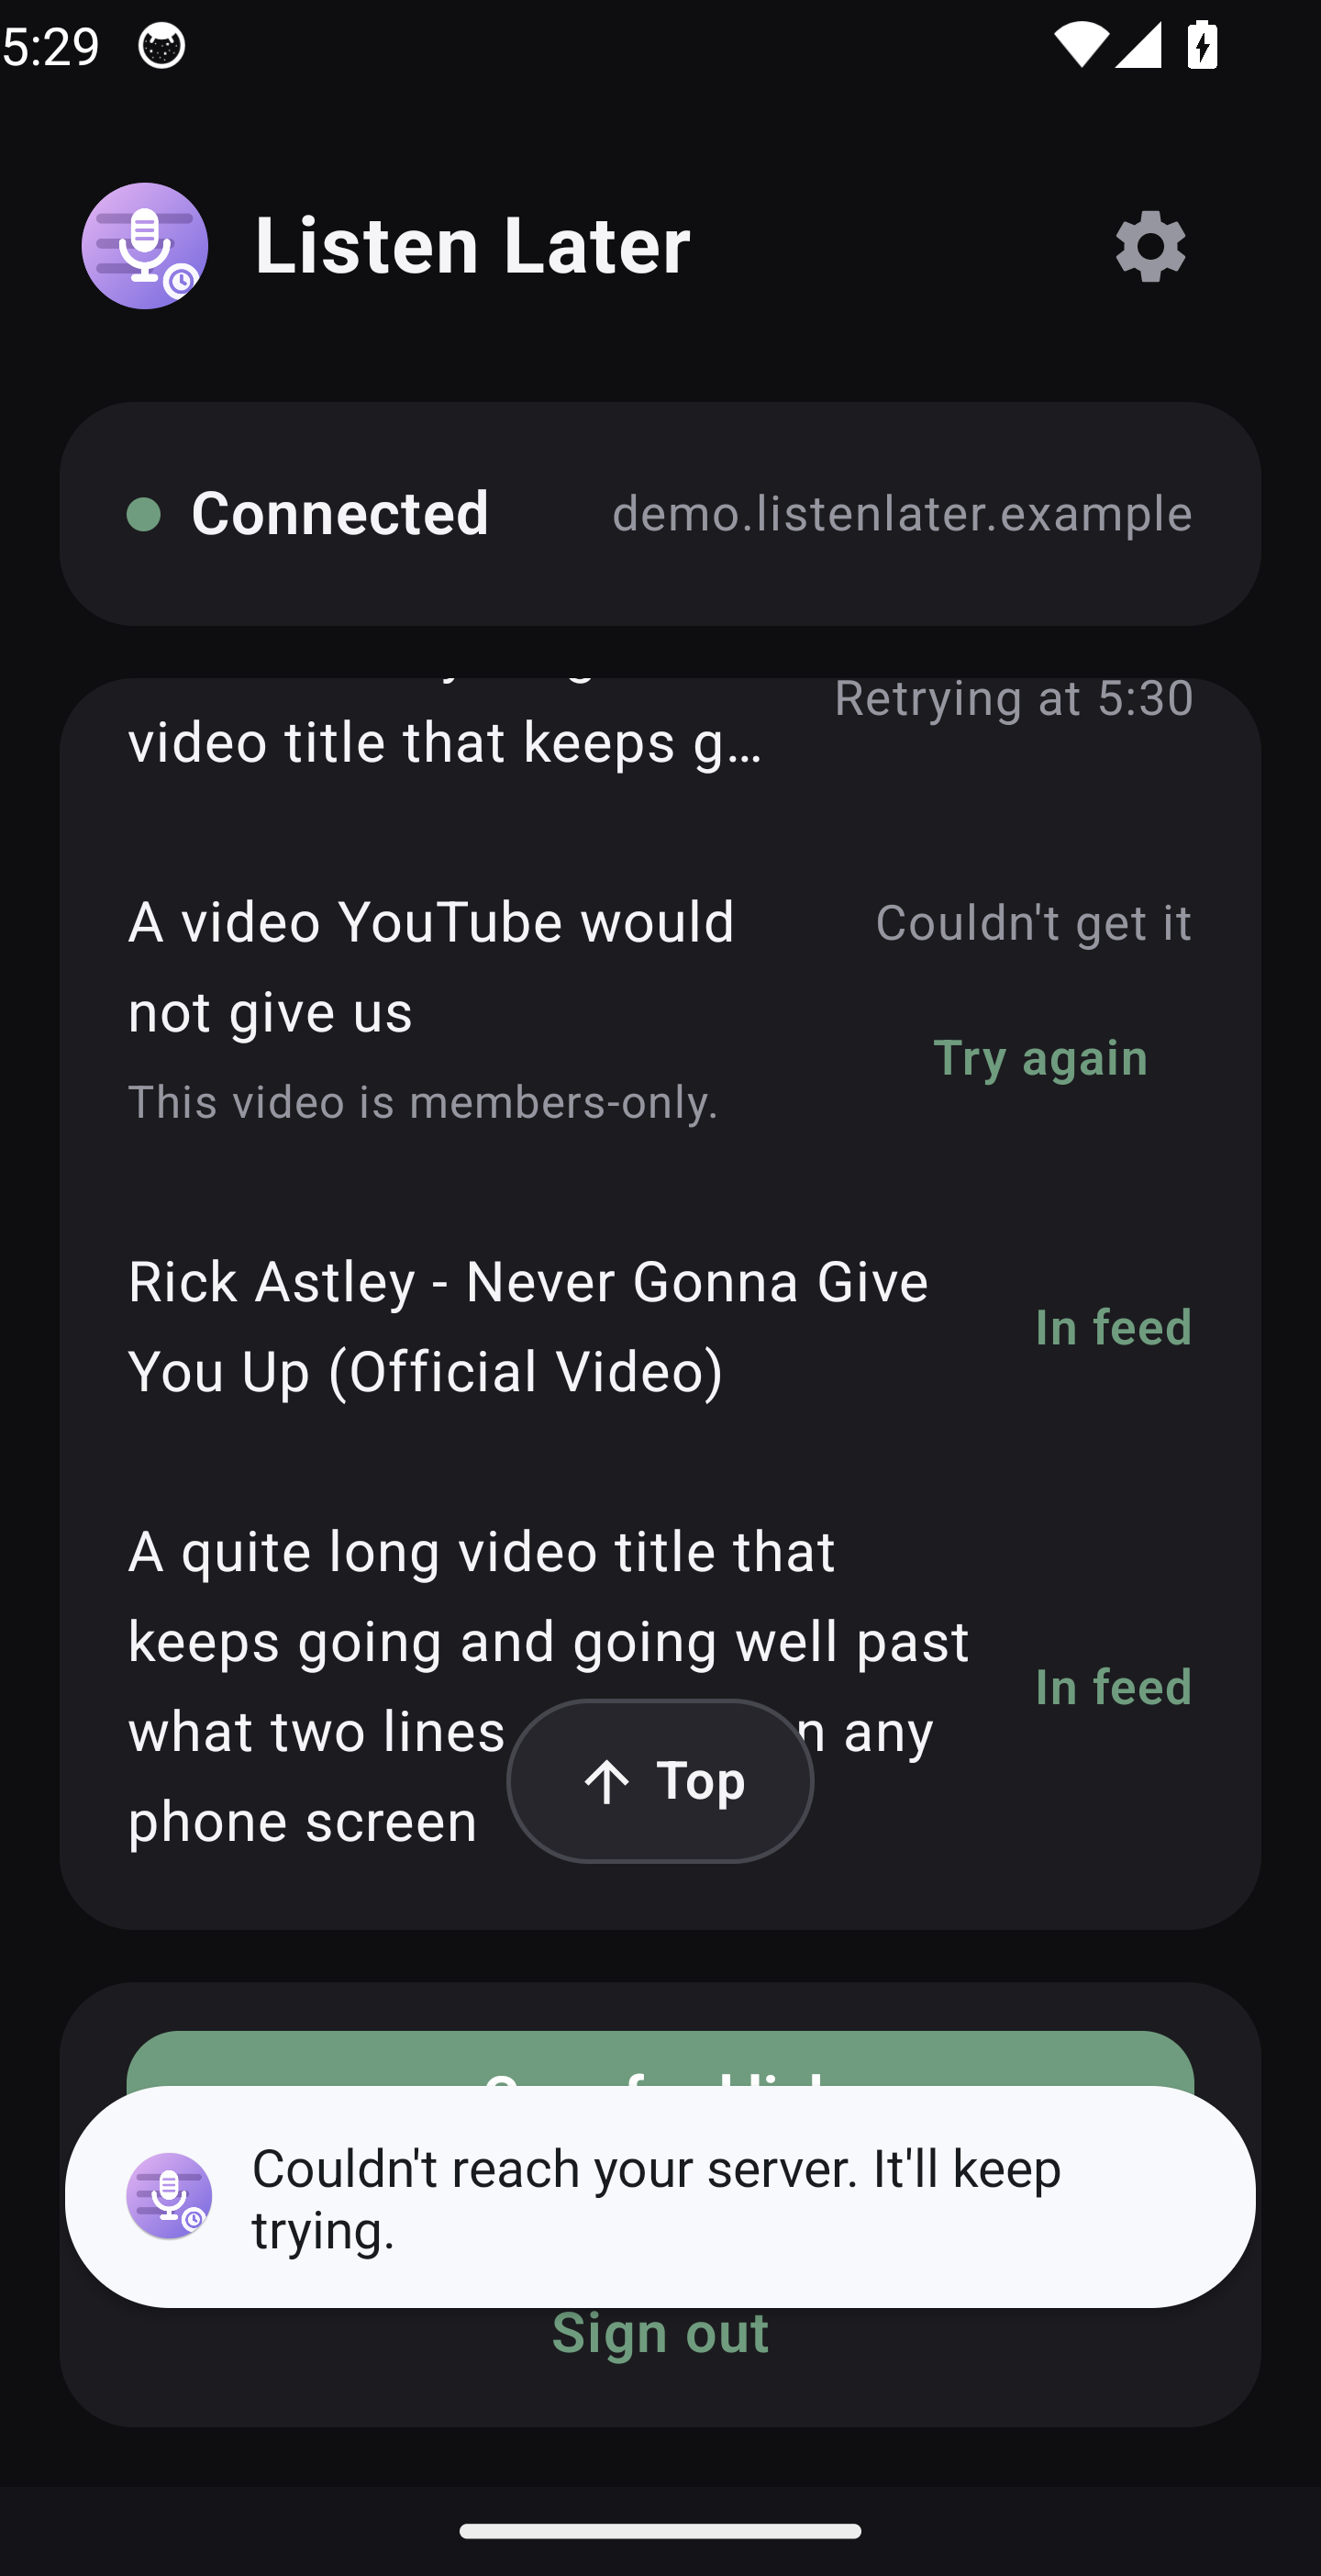 5:29
Listen Later
Connected
demo.listenlater.example
Retrying at 5:30
video title that keeps g…
A video YouTube would
not give us
Couldn't get it
This video is members-only.
Try again
Rick Astley - Never Gonna Give
You Up (Official Video)
In feed
A quite long video title that
keeps going and going well past
what two lines
any
phone screen
In feed
Top
Couldn't reach your server. It'll keep
trying.
Sign out